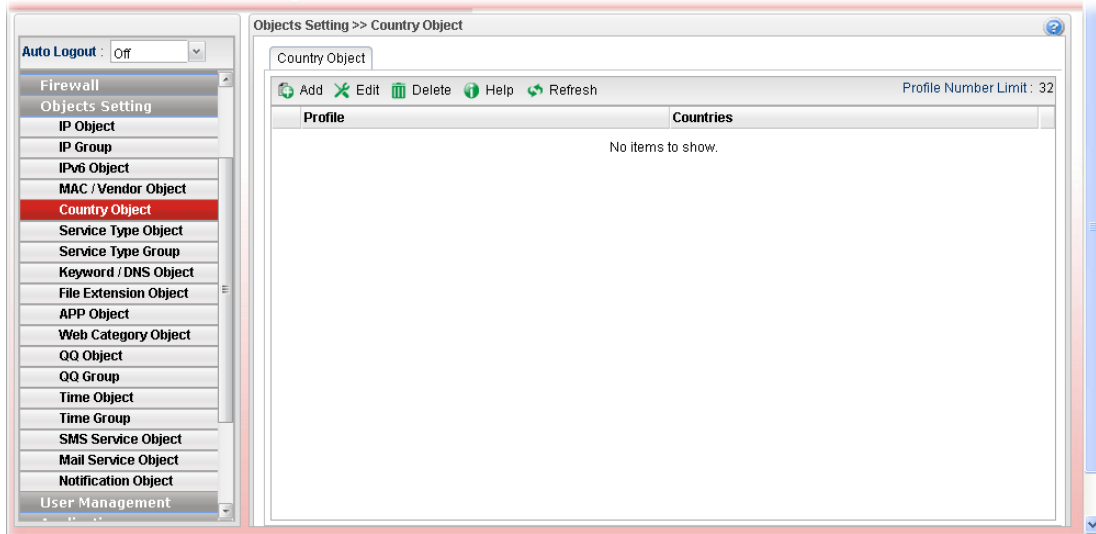 Objects Setting >> Country Object
Auto Logout : Off
Firewall
Objects Setting
IP Object
IP Group
IPv6 Object
MAC / Vendor Object
Country Object
Service Type Object
Service Type Group
Keyword / DNS Object
File Extension Object
APP Object
Web Category Object
QQ Object
QQ Group
Time Object
Time Group
SMS Service Object
Mail Service Object
Notification Object
User Management
Country Object
Add Edit Delete Help Refresh Profile Number Limit : 32
Profile Countries
No items to show.